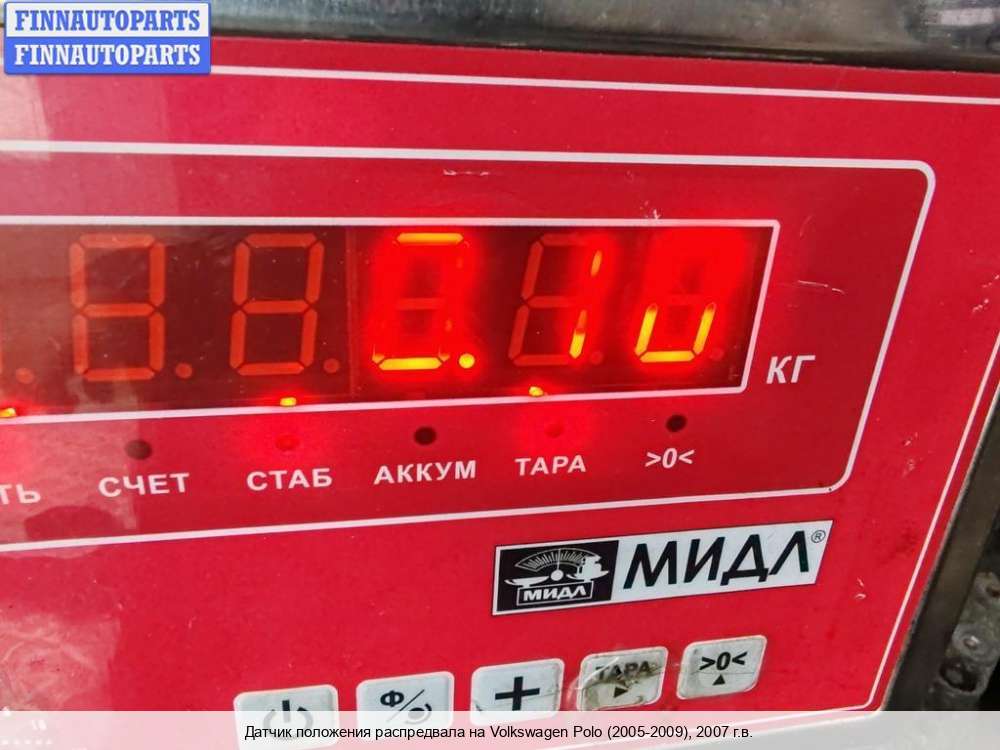 FINNAUTOPARTS
FINNAUTOPARTS
КГ
СЧЕТ СТАБ АККУМ ТАРА >0<
МИДЛ МИДЛ®
Ф/ + ТАРА >0<
Датчик положения распредвала на Volkswagen Polo (2005-2009), 2007 г.в.